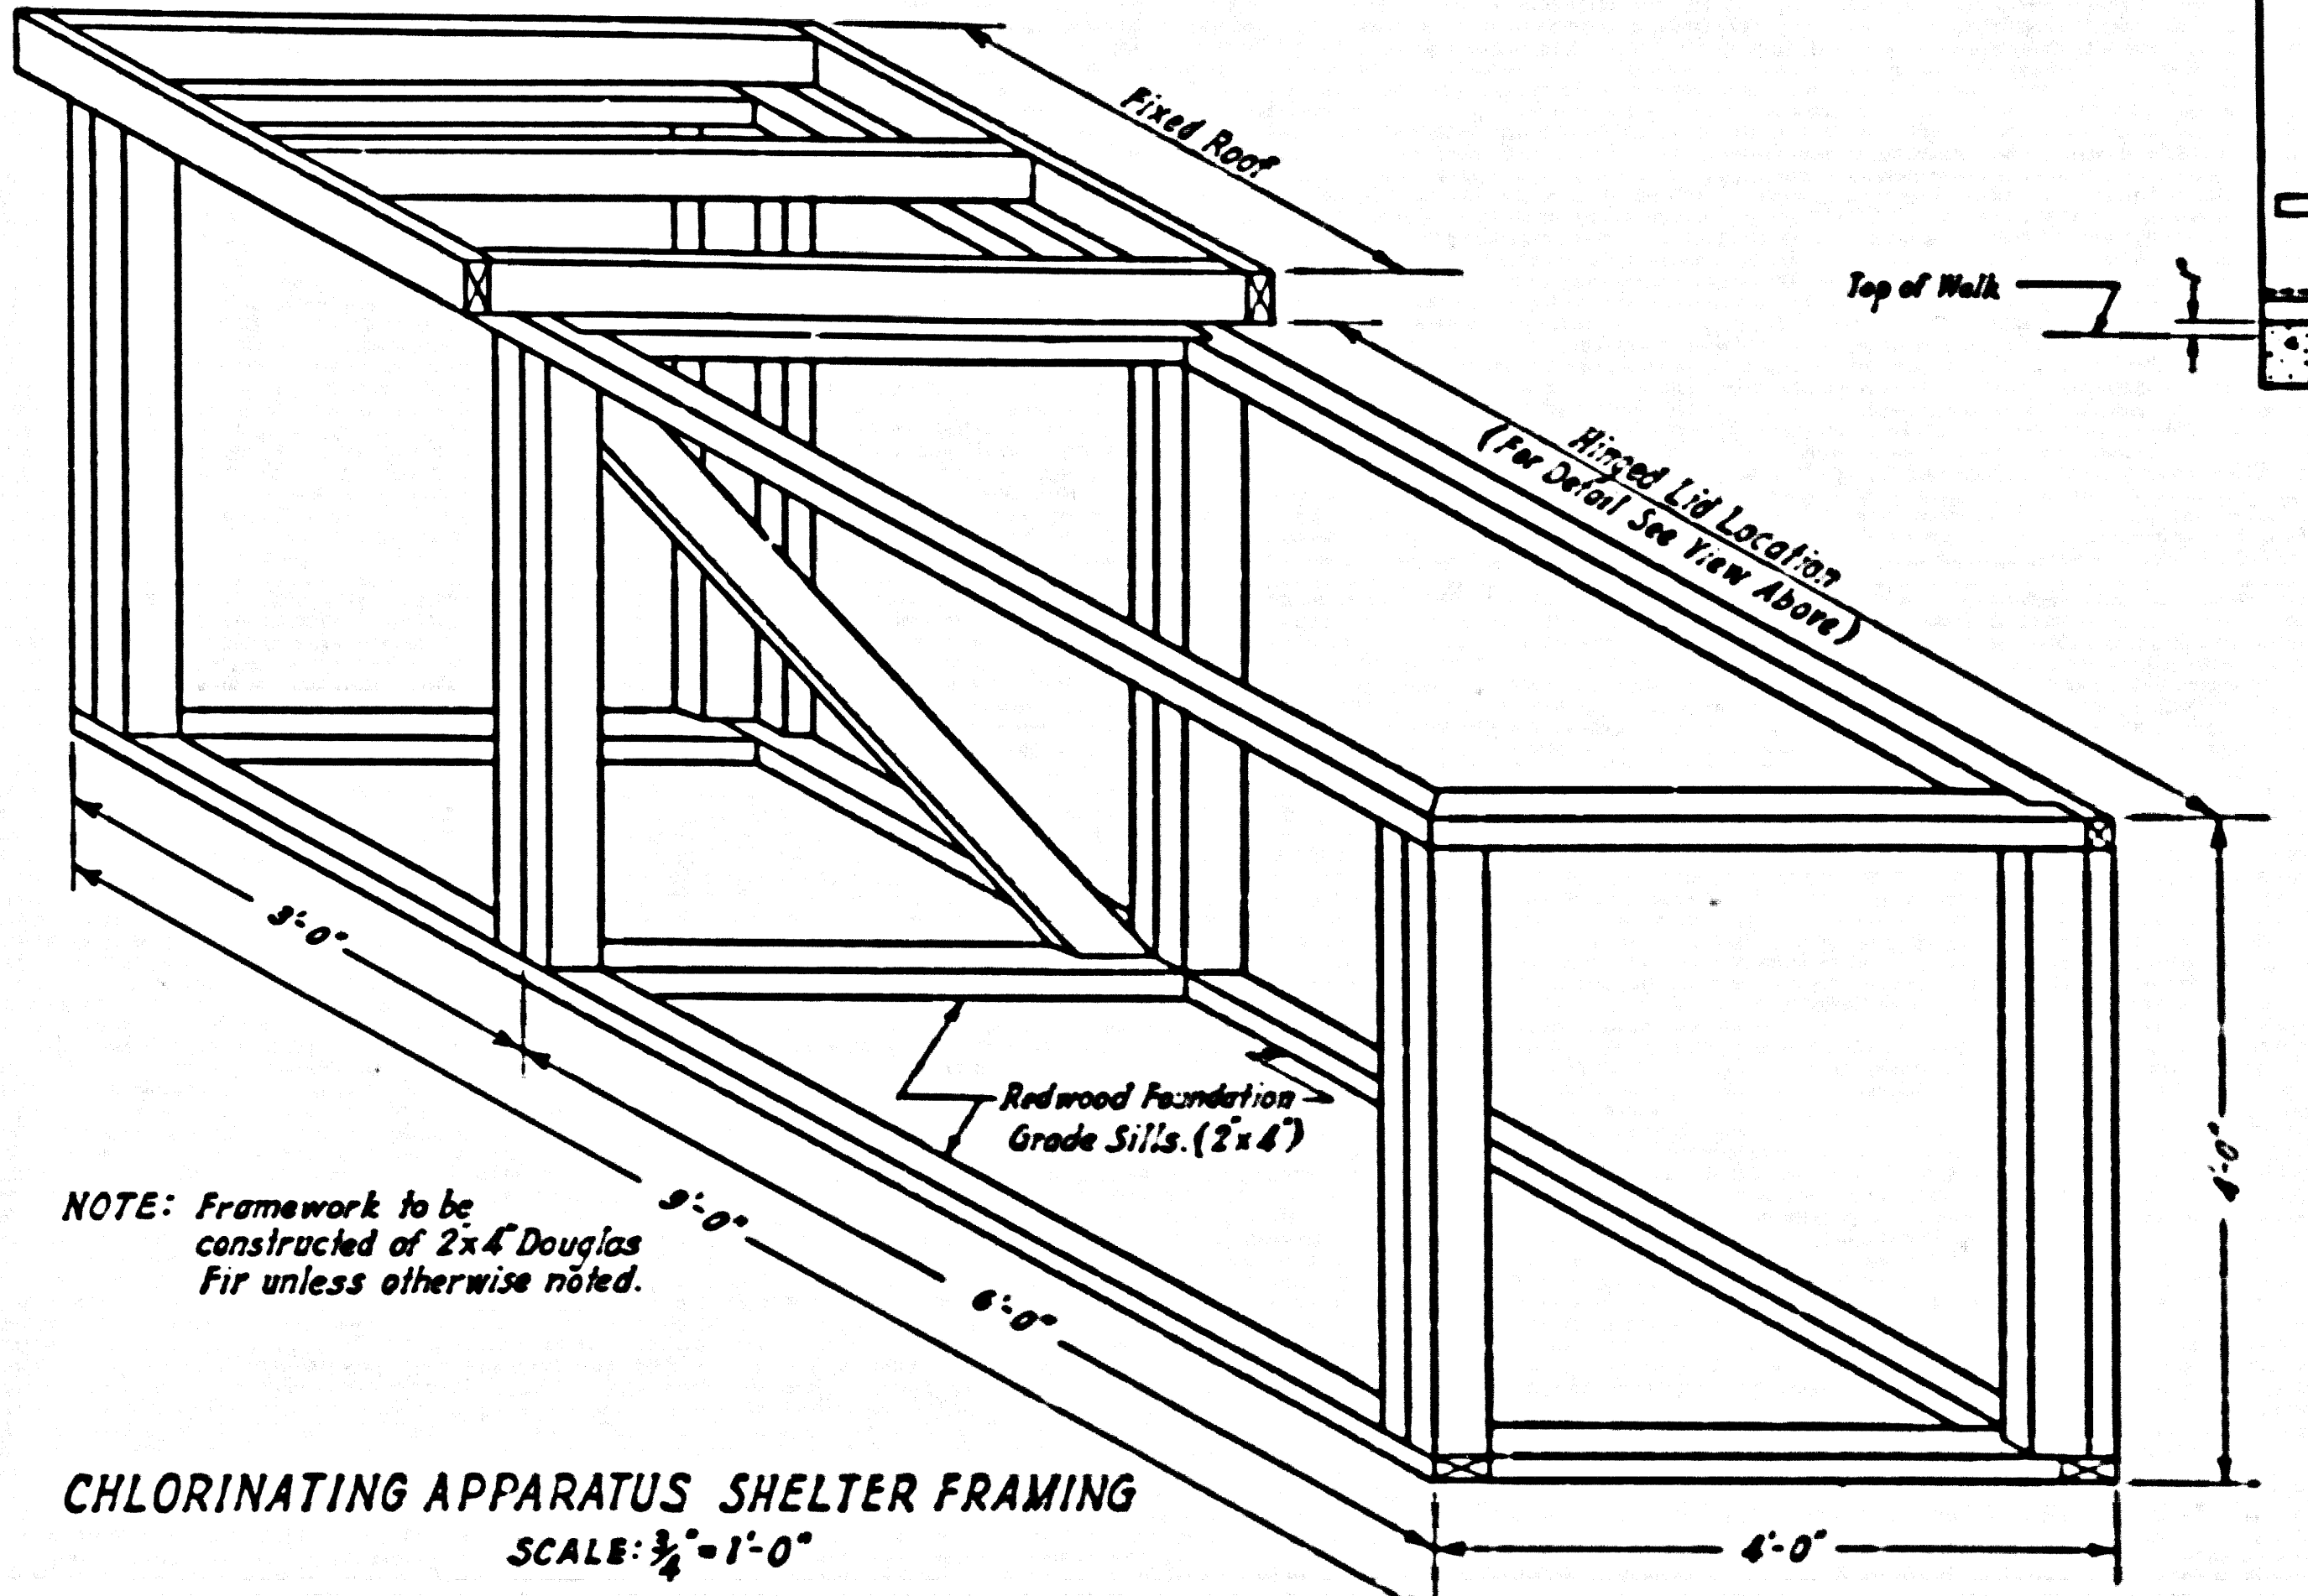 Fixed Roof
Top of Walk
Hinged Lid Location
(For Detail See View Above)
3'-0"
Redwood Foundation
Grade Sills. (2"x4")
4'-0"
NOTE: Framework to be
constructed of 2"x4" Douglas
Fir unless otherwise noted.
9'-0"
6'-0"
CHLORINATING APPARATUS SHELTER FRAMING
SCALE: ¾"=1'-0"
4'-0"